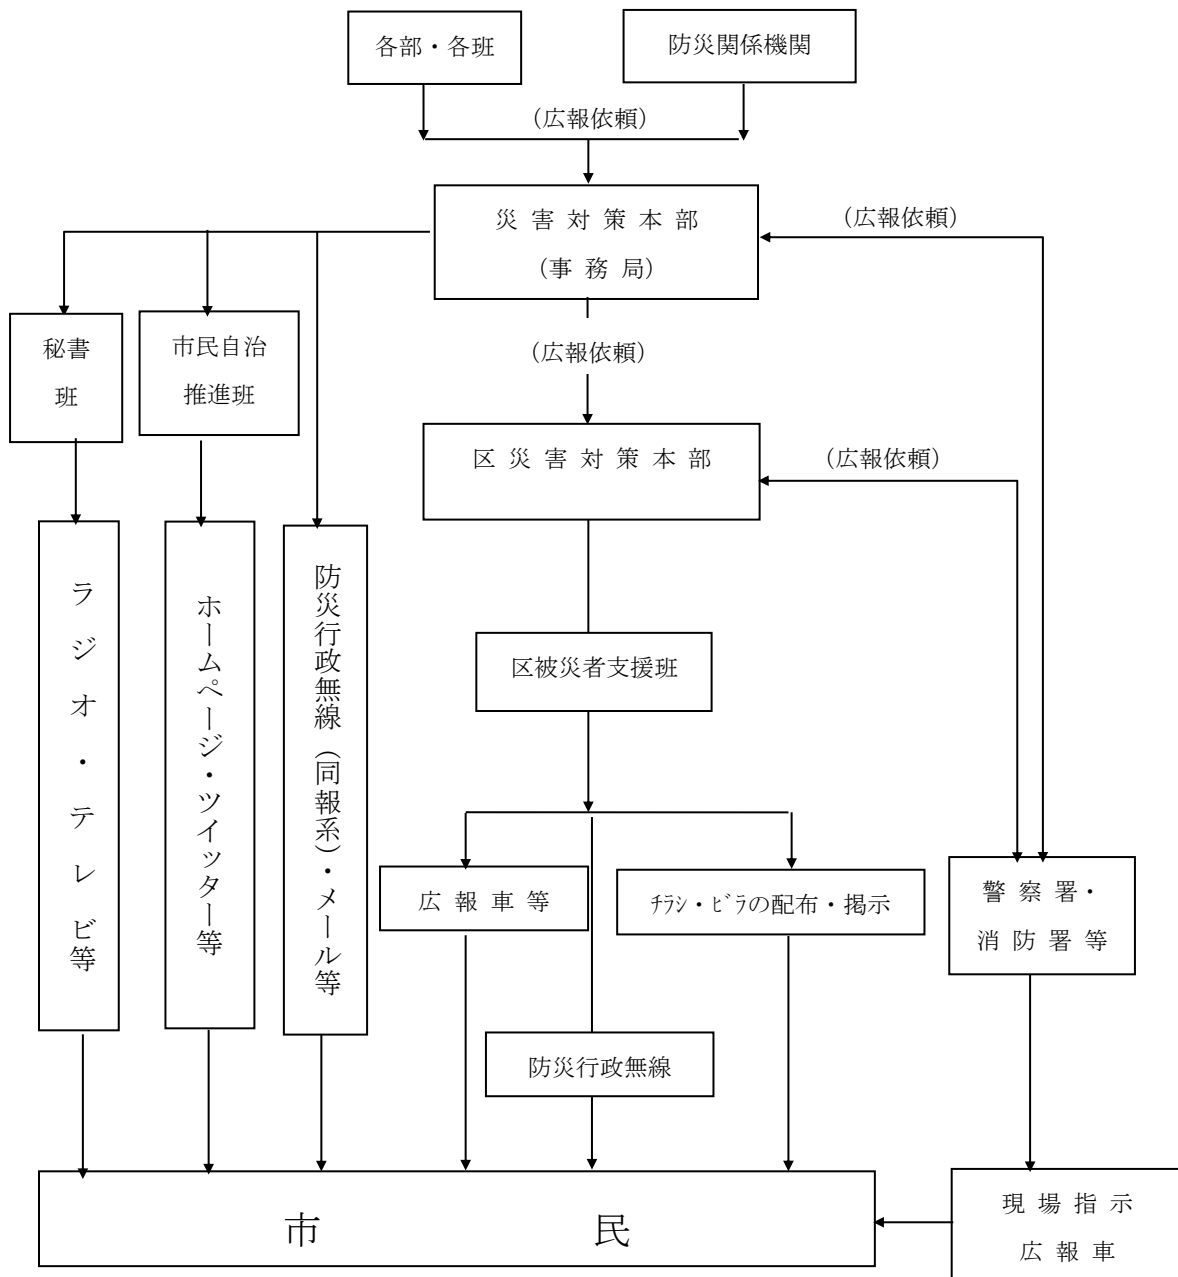 各部・各班
防災関係機関
(広報依頼)
災害対策本部
(事務局)
(広報依頼)
(広報依頼)
秘書
班
市民自治
推進班
区災害対策本部
(広報依頼)
ラジオ・テレビ等
ホームページ・ツイッター等
防災行政無線（同報系）・メール等
区被災者支援班
広報車等
ﾁﾗｼ・ﾋﾞﾗの配布・掲示
警察署・
消防署等
防災行政無線
市民
現場指示
広報車